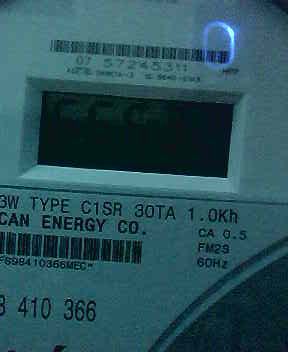 07 57245311
3W TYPE C1SR 30TA 1.0Kh
CAN ENERGY CO.
CA 0.5
FM2S
60Hz
410 366